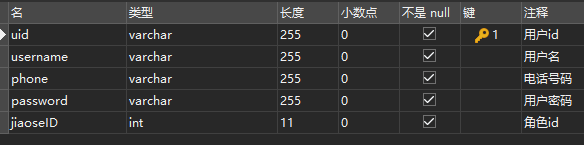 名 类型 长度 小数点 不是 null 键 注释
uid varchar 255 0 1 用户id
username varchar 255 0 用户名
phone varchar 255 0 电话号码
password varchar 255 0 用户密码
jiaoseID int 11 0 角色id